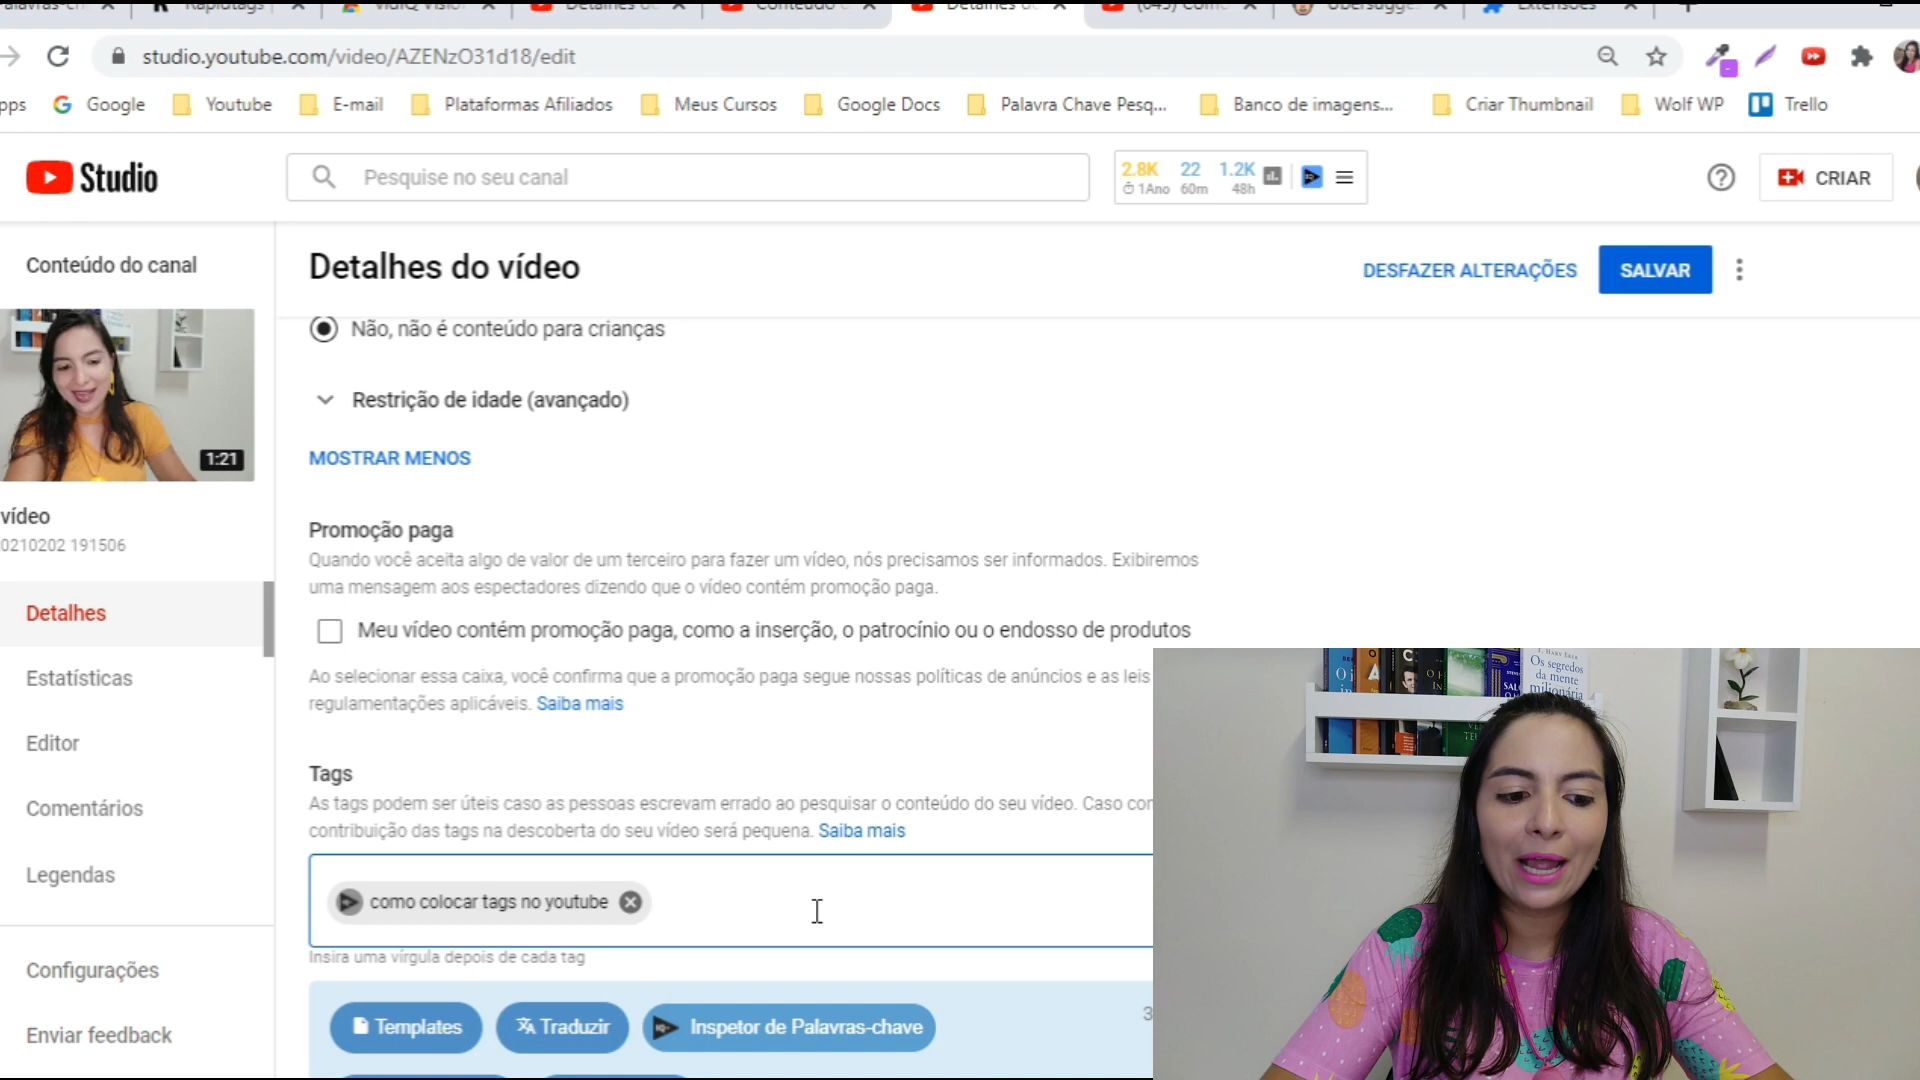 studio.youtube.com/video/AZENzO31d18/edit
Google Youtube E-mail Plataformas Afiliados Meus Cursos Google Docs Palavra Chave Pesq... Banco de imagens... Criar Thumbnail Wolf WP Trello
Studio
Pesquise no seu canal
2.8K 22 1.2K
1Ano 60m 48h
CRIAR
Conteúdo do canal
Detalhes do vídeo
DESFAZER ALTERAÇÕES
SALVAR
Não, não é conteúdo para crianças
Restrição de idade (avançado)
MOSTRAR MENOS
1:21
vídeo
0210202 191506
Promoção paga
Quando você aceita algo de valor de um terceiro para fazer um vídeo, nós precisamos ser informados. Exibiremos
uma mensagem aos espectadores dizendo que o vídeo contém promoção paga.
Meu vídeo contém promoção paga, como a inserção, o patrocínio ou o endosso de produtos
Ao selecionar essa caixa, você confirma que a promoção paga segue nossas políticas de anúncios e as leis
regulamentações aplicáveis. Saiba mais
Detalhes
Estatísticas
Editor
Comentários
Legendas
Configurações
Enviar feedback
Tags
As tags podem ser úteis caso as pessoas escrevam errado ao pesquisar o conteúdo do seu vídeo. Caso con
contribuição das tags na descoberta do seu vídeo será pequena. Saiba mais
como colocar tags no youtube
Insira uma vírgula depois de cada tag
Templates
Traduzir
Inspetor de Palavras-chave
Os segredos
da mente
milionária